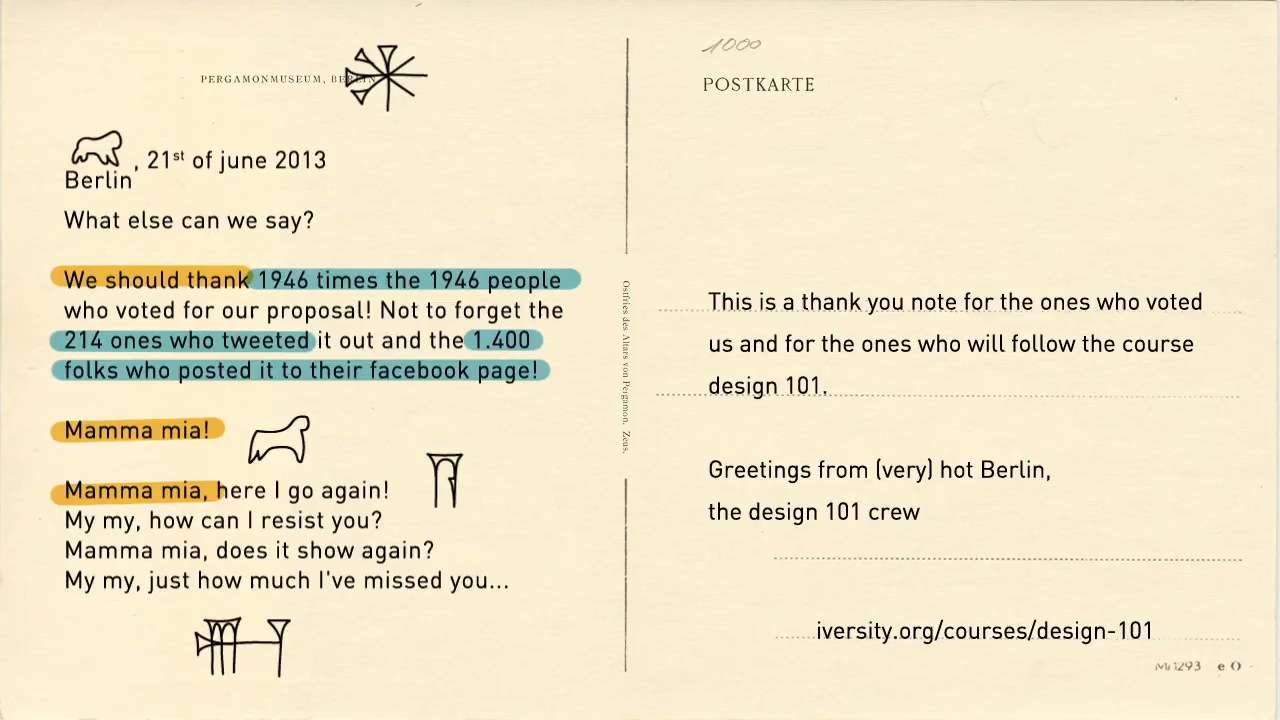 PERGAMONMUSEUM, BERLIN
Berlin, 21st of june 2013
What else can we say?
We should thank 1946 times the 1946 people
who voted for our proposal! Not to forget the
214 ones who tweeted it out and the 1.400
folks who posted it to their facebook page!
Mamma mia!
Mamma mia, here I go again!
My my, how can I resist you?
Mamma mia, does it show again?
My my, just how much I've missed you...
Ostfries des Altars von Pergamon. Zeus.
1000
POSTKARTE
This is a thank you note for the ones who voted
us and for the ones who will follow the course
design 101.
Greetings from (very) hot Berlin,
the design 101 crew
iversity.org/courses/design-101